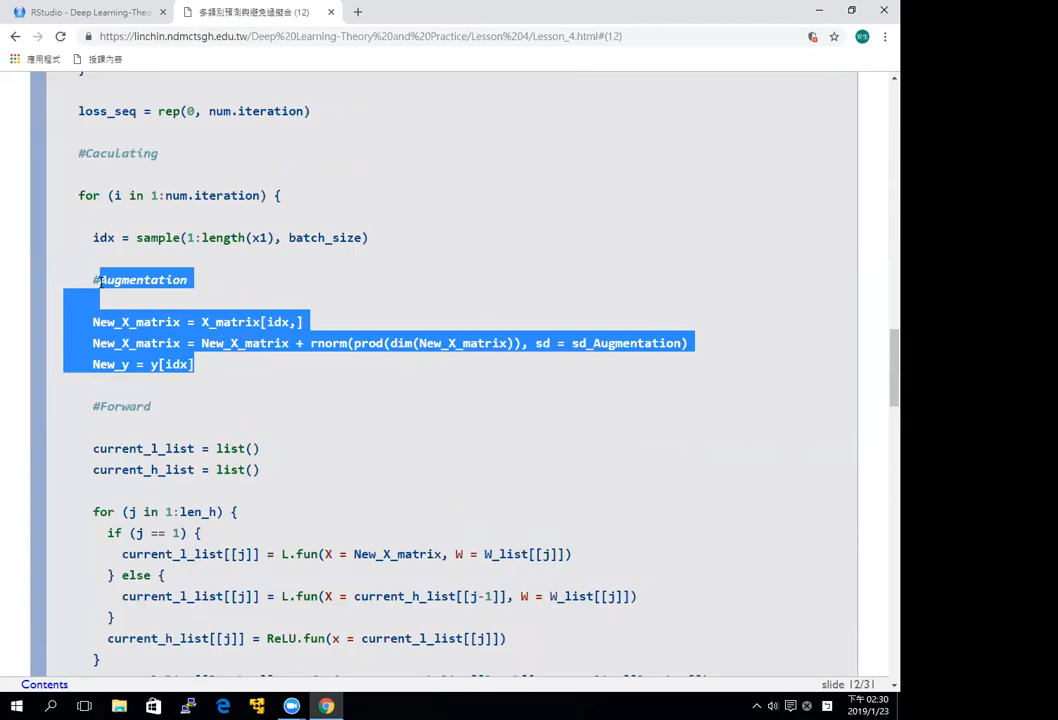 RStudio - Deep Learning-Theo
多類別預測與避免過擬合 (12)
https://linchin.ndmctsgh.edu.tw/Deep%20Learning-Theory%20and%20Practice/Lesson%204/Lesson_4.html#(12)
應用程式
授課內容
}
loss_seq = rep(0, num.iteration)
#Caculating
for (i in 1:num.iteration) {
idx = sample(1:length(x1), batch_size)
#Augmentation
New_X_matrix = X_matrix[idx,]
New_X_matrix = New_X_matrix + rnorm(prod(dim(New_X_matrix)), sd = sd_Augmentation)
New_y = y[idx]
#Forward
current_l_list = list()
current_h_list = list()
for (j in 1:len_h) {
if (j == 1) {
current_l_list[[j]] = L.fun(X = New_X_matrix, W = W_list[[j]])
} else {
current_l_list[[j]] = L.fun(X = current_h_list[[j-1]], W = W_list[[j]])
}
current_h_list[[j]] = ReLU.fun(x = current_l_list[[j]])
}
Contents
slide 12/31
下午 02:30
2019/1/23